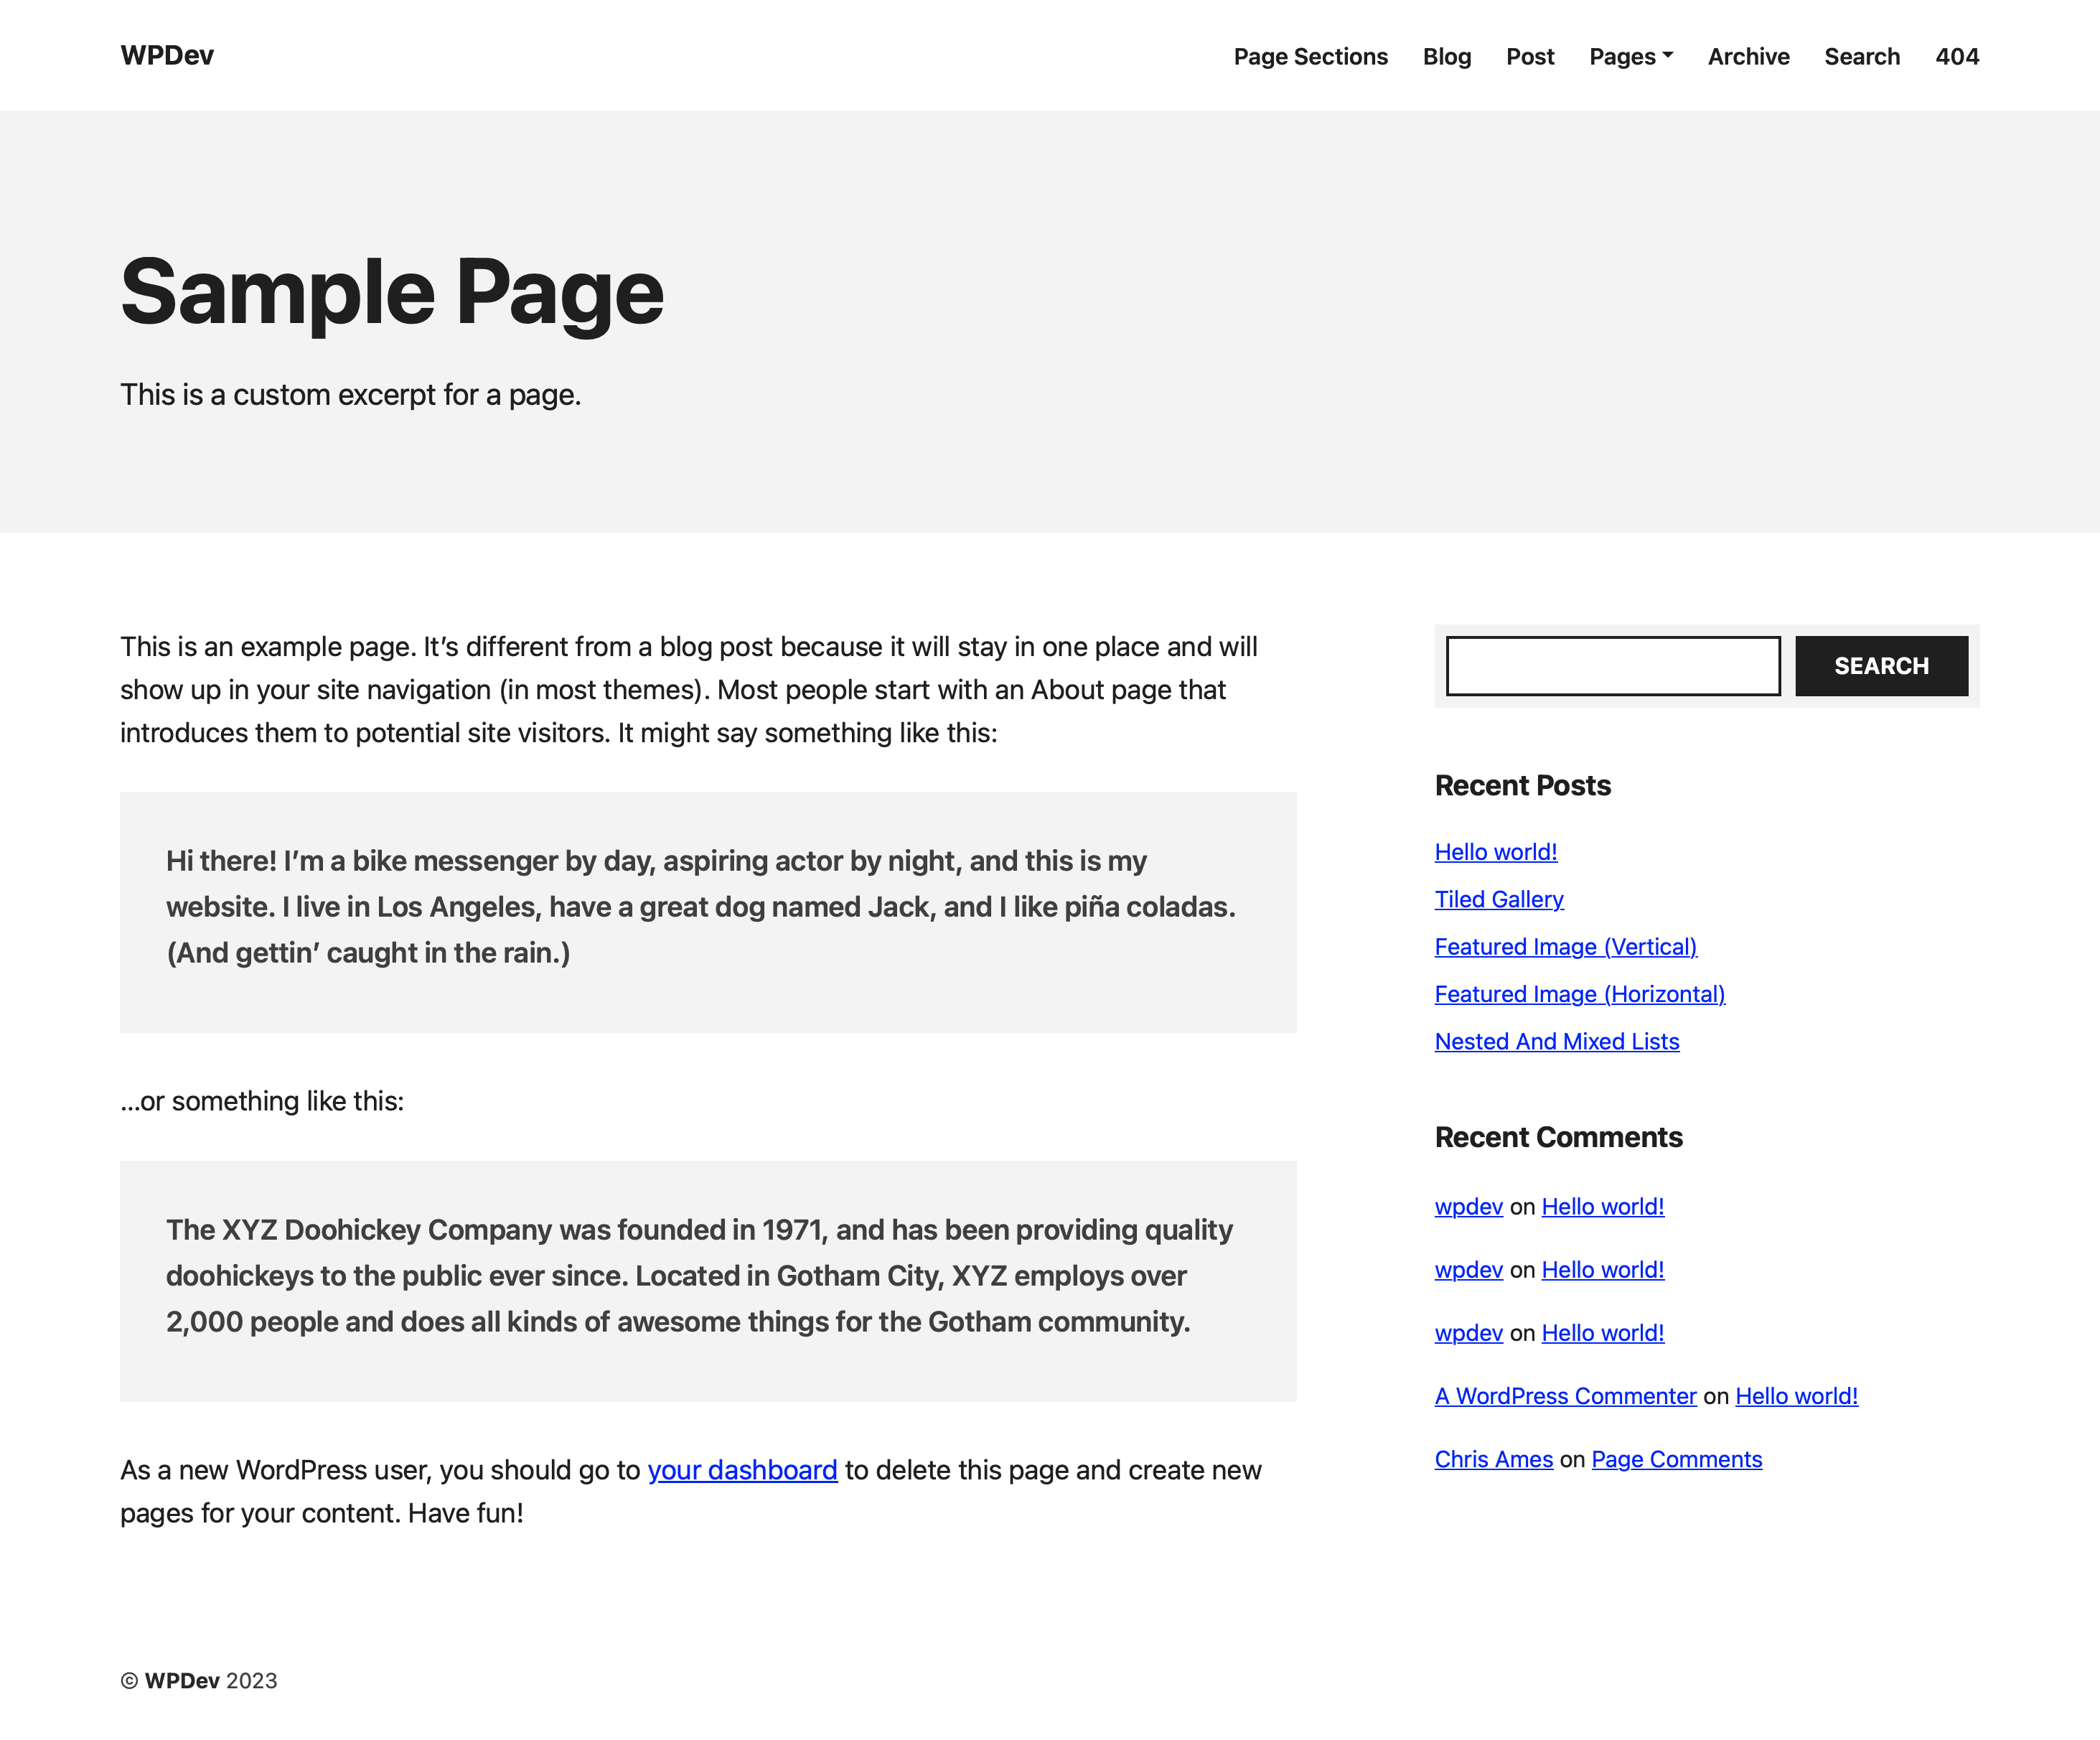 WPDev
Page Sections Blog Post Pages Archive Search 404
Sample Page
This is a custom excerpt for a page.
This is an example page. It’s different from a blog post because it will stay in one place and will
show up in your site navigation (in most themes). Most people start with an About page that
introduces them to potential site visitors. It might say something like this:
Hi there! I’m a bike messenger by day, aspiring actor by night, and this is my
website. I live in Los Angeles, have a great dog named Jack, and I like piña coladas.
(And gettin’ caught in the rain.)
…or something like this:
The XYZ Doohickey Company was founded in 1971, and has been providing quality
doohickeys to the public ever since. Located in Gotham City, XYZ employs over
2,000 people and does all kinds of awesome things for the Gotham community.
As a new WordPress user, you should go to your dashboard to delete this page and create new
pages for your content. Have fun!
SEARCH
Recent Posts
Hello world!
Tiled Gallery
Featured Image (Vertical)
Featured Image (Horizontal)
Nested And Mixed Lists
Recent Comments
wpdev on Hello world!
wpdev on Hello world!
wpdev on Hello world!
A WordPress Commenter on Hello world!
Chris Ames on Page Comments
© WPDev 2023